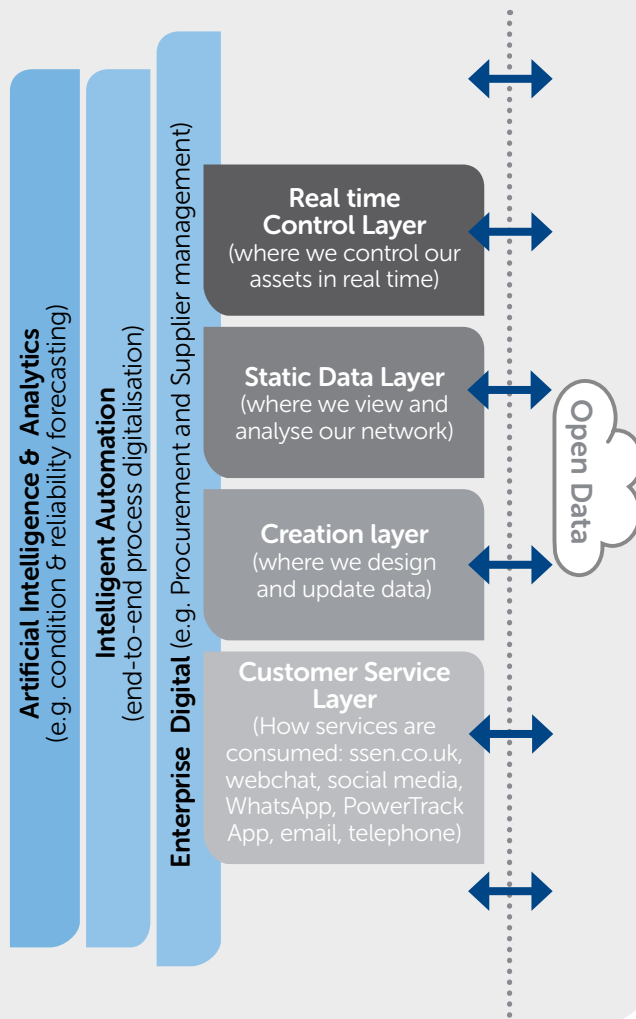 Artificial Intelligence & Analytics
(e.g. condition & reliability forecasting)
Intelligent Automation
(end-to-end process digitalisation)
Enterprise Digital (e.g. Procurement and Supplier management)
Real time
Control Layer
(where we control our
assets in real time)
Static Data Layer
(where we view and
analyse our network)
Creation layer
(where we design
and update data)
Customer Service
Layer
(How services are
consumed: ssen.co.uk,
webchat, social media,
WhatsApp, PowerTrack
App, email, telephone)
Open Data